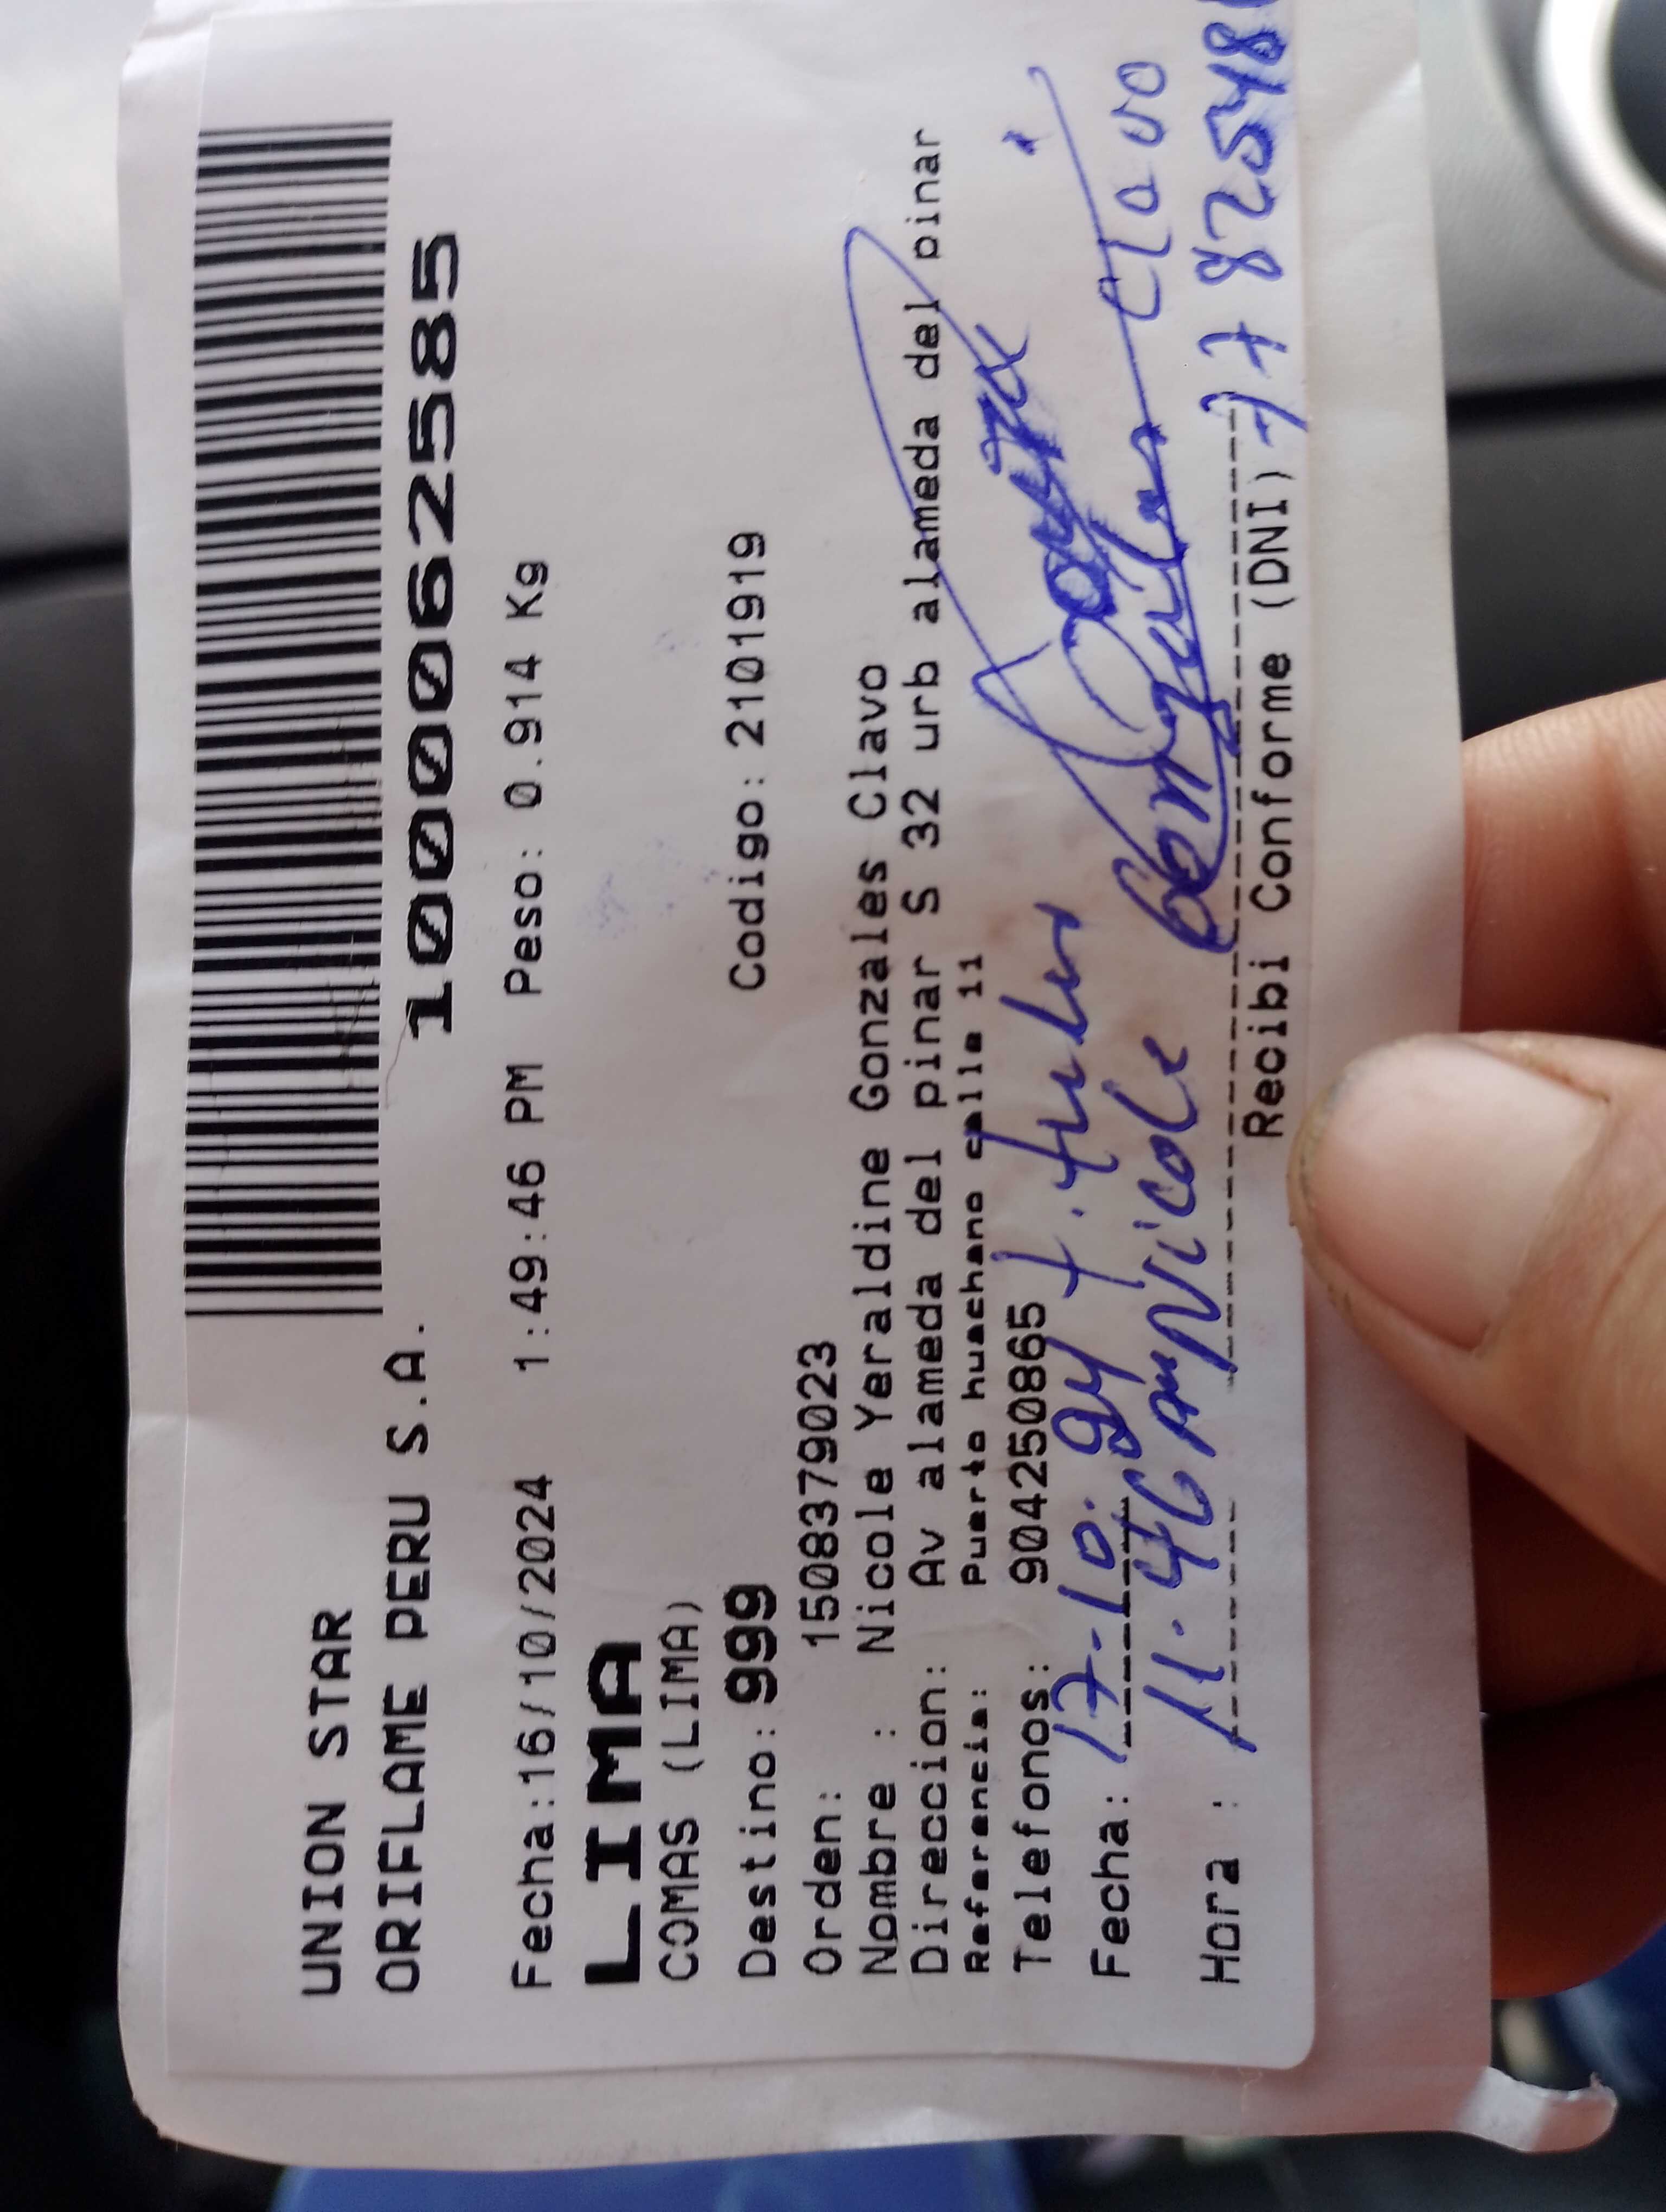 UNION STAR
ORIFLAME PERU S.A.
1000062585
Fecha:16/10/2024 1:49:46 PM Peso: 0.914 Kg
LIMA
COMAS (LIMA)
Destino: 999 Codigo: 2101919
Orden: 1508379023
Nombre : Nicole Yeraldine Gonzales Clavo
Direccion: Av alameda del pinar S 32 urb alameda del pinar
Referencia: Puerto huachano calle 11
Telefonos: 904250865
Fecha: 17-10.24
Hora : 11.46 am Nicole Gonzales Clavo
Recibi Conforme (DNI)